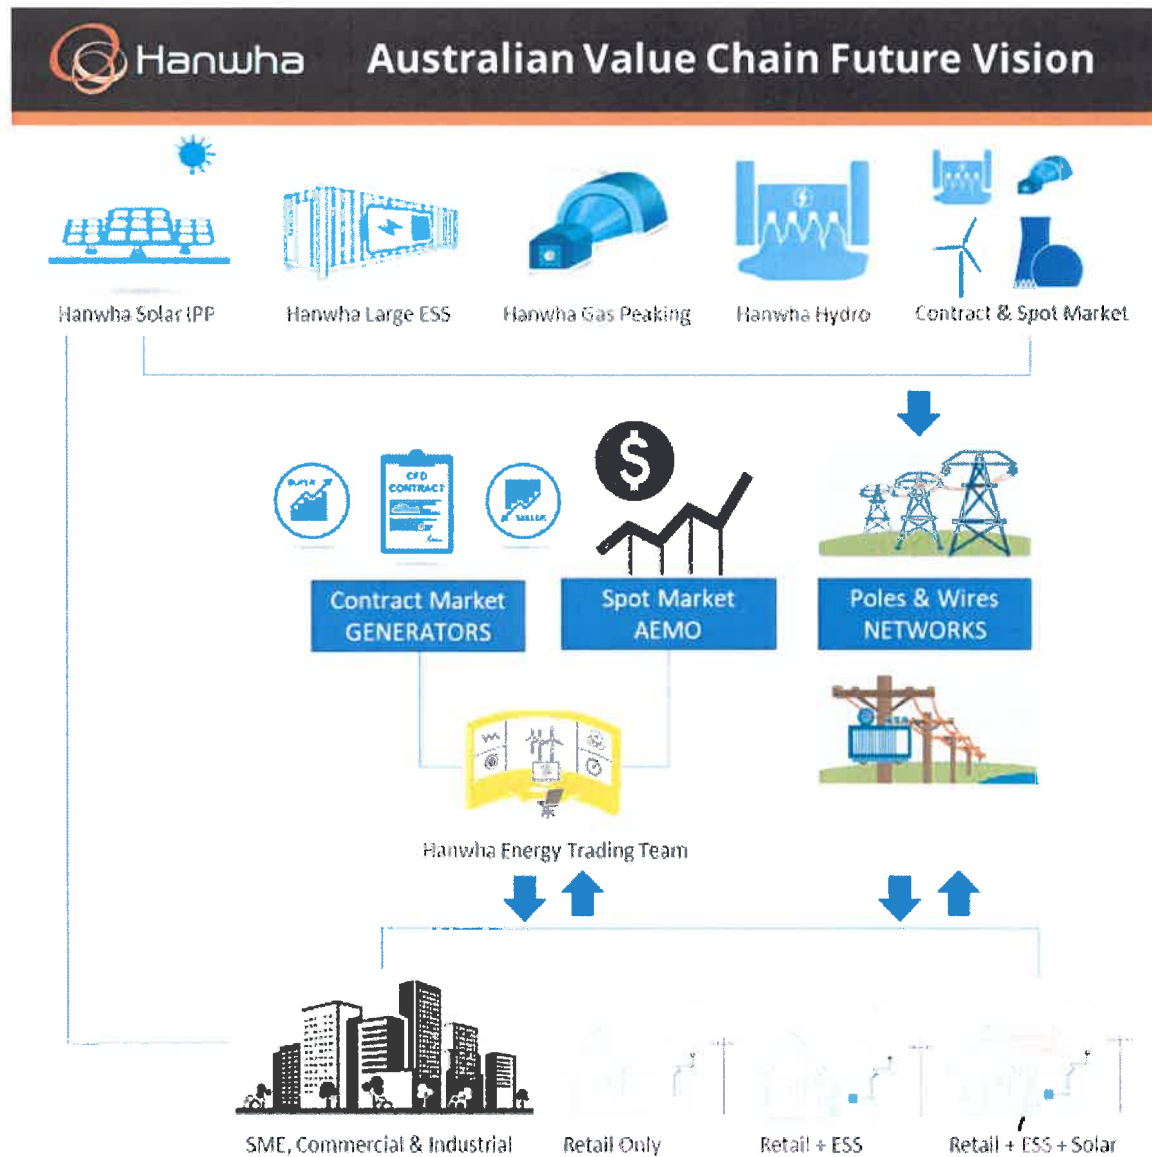 Hanwha
Australian Value Chain Future Vision
Hanwha Solar IPP
Hanwha Large ESS
Hanwha Gas Peaking
Hanwha Hydro
Contract & Spot Market
BUYER
CFD
CONTRACT
SELLER
Contract Market
GENERATORS
Spot Market
AEMO
Poles & Wires
NETWORKS
Hanwha Energy Trading Team
SME, Commercial & Industrial
Retail Only
Retail + ESS
Retail + ESS + Solar